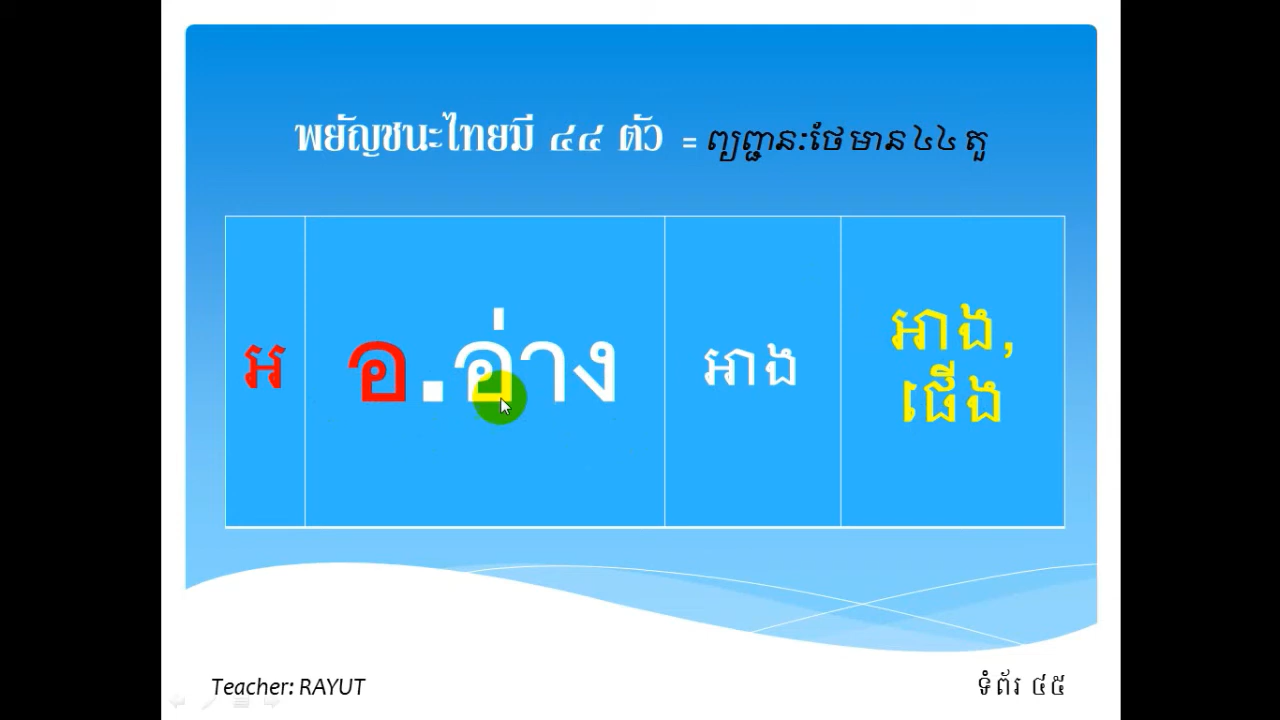 พยัญชนะไทยมี ๔๔ ตัว = ព្យញ្ជានៈថៃមាន៤៤តួ
អ อ.อ่าง អាង អាង, ផើង
Teacher: RAYUT ទំព័រ ៤៥